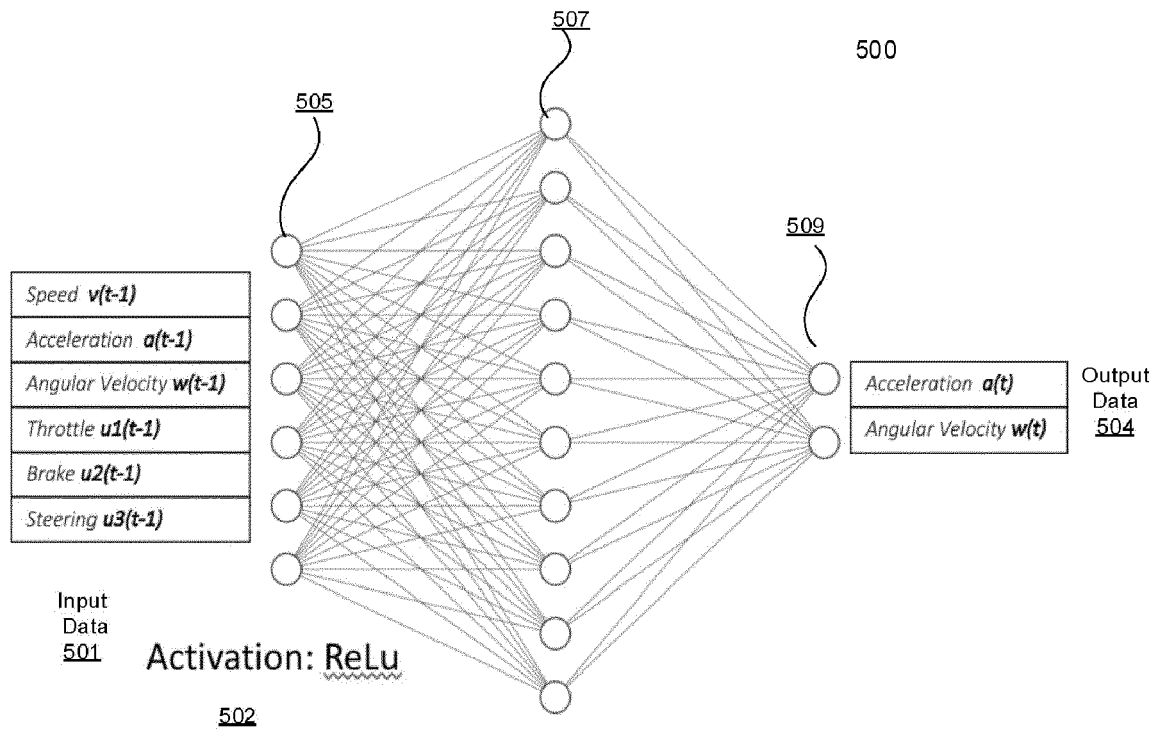 507
500
505
509
Speed v(t-1)
Acceleration a(t-1)
Angular Velocity w(t-1)
Throttle u1(t-1)
Brake u2(t-1)
Steering u3(t-1)
Acceleration a(t)
Angular Velocity w(t)
Output
Data
504
Input
Data
501
Activation: ReLu
502